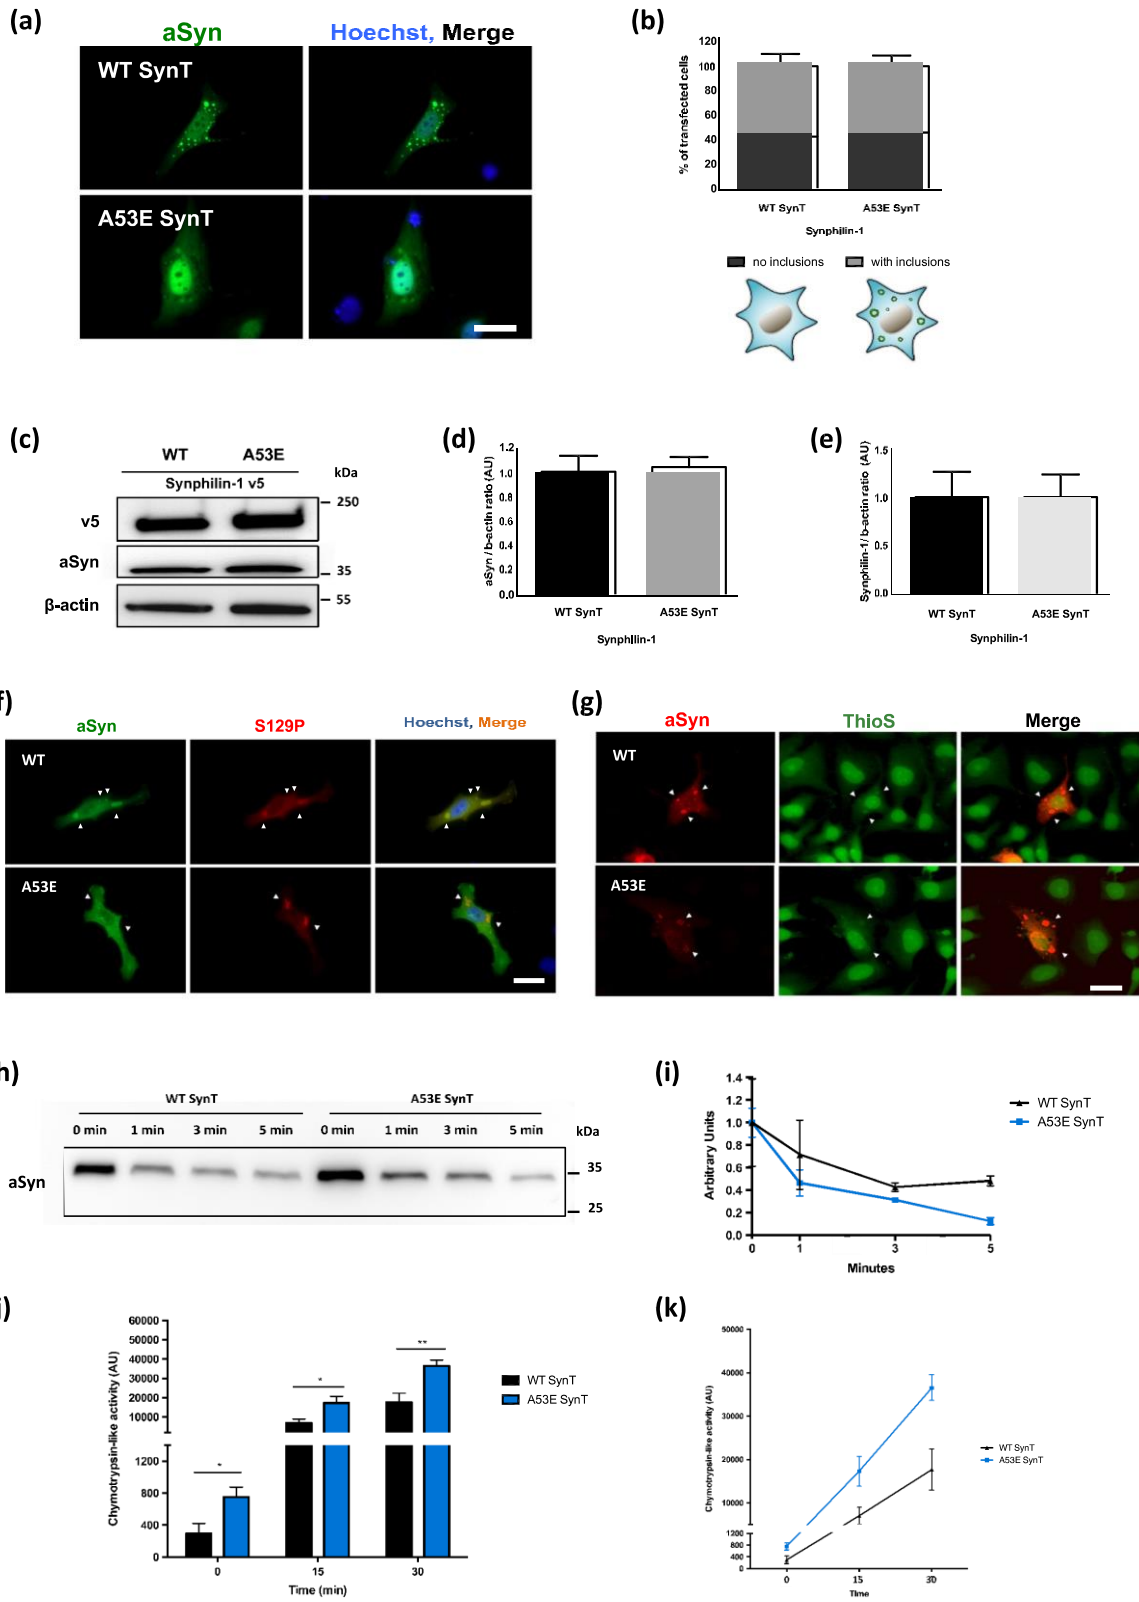 (a)
aSyn
Hoechst, Merge
WT SynT
A53E SynT
(b)
% of transfected cells
120
100
80
60
40
20
0
WT SynT A53E SynT
Synphilin-1
no inclusions with inclusions
(c)
WT A53E
Synphilin-1 v5
kDa
v5
250
aSyn
35
β-actin
55
(d)
aSyn / b-actin ratio (AU)
1.2
1.0
0.8
0.6
0.4
0.2
0.0
WT SynT A53E SynT
Synphilin-1
(e)
Synphilin-1/ b-actin ratio (AU)
1.5
1.0
0.5
0.0
WT SynT A53E SynT
Synphilin-1
f)
aSyn S129P Hoechst, Merge
WT
A53E
(g)
aSyn ThioS Merge
WT
A53E
h)
WT SynT A53E SynT
0 min 1 min 3 min 5 min 0 min 1 min 3 min 5 min kDa
aSyn
35
25
(i)
Arbitrary Units
1.4
1.2
1.0
0.8
0.6
0.4
0.2
0.0
0 1 3 5
Minutes
WT SynT
A53E SynT
j)
Chymotrypsin-like activity (AU)
60000
50000
40000
30000
20000
10000
1200
800
400
0
* * **
0 15 30
Time (min)
WT SynT
A53E SynT
(k)
Chymotrypsin-like activity (AU)
50000
40000
30000
20000
10000
1200
800
400
0
0 15 30
Time
WT SynT
A53E SynT